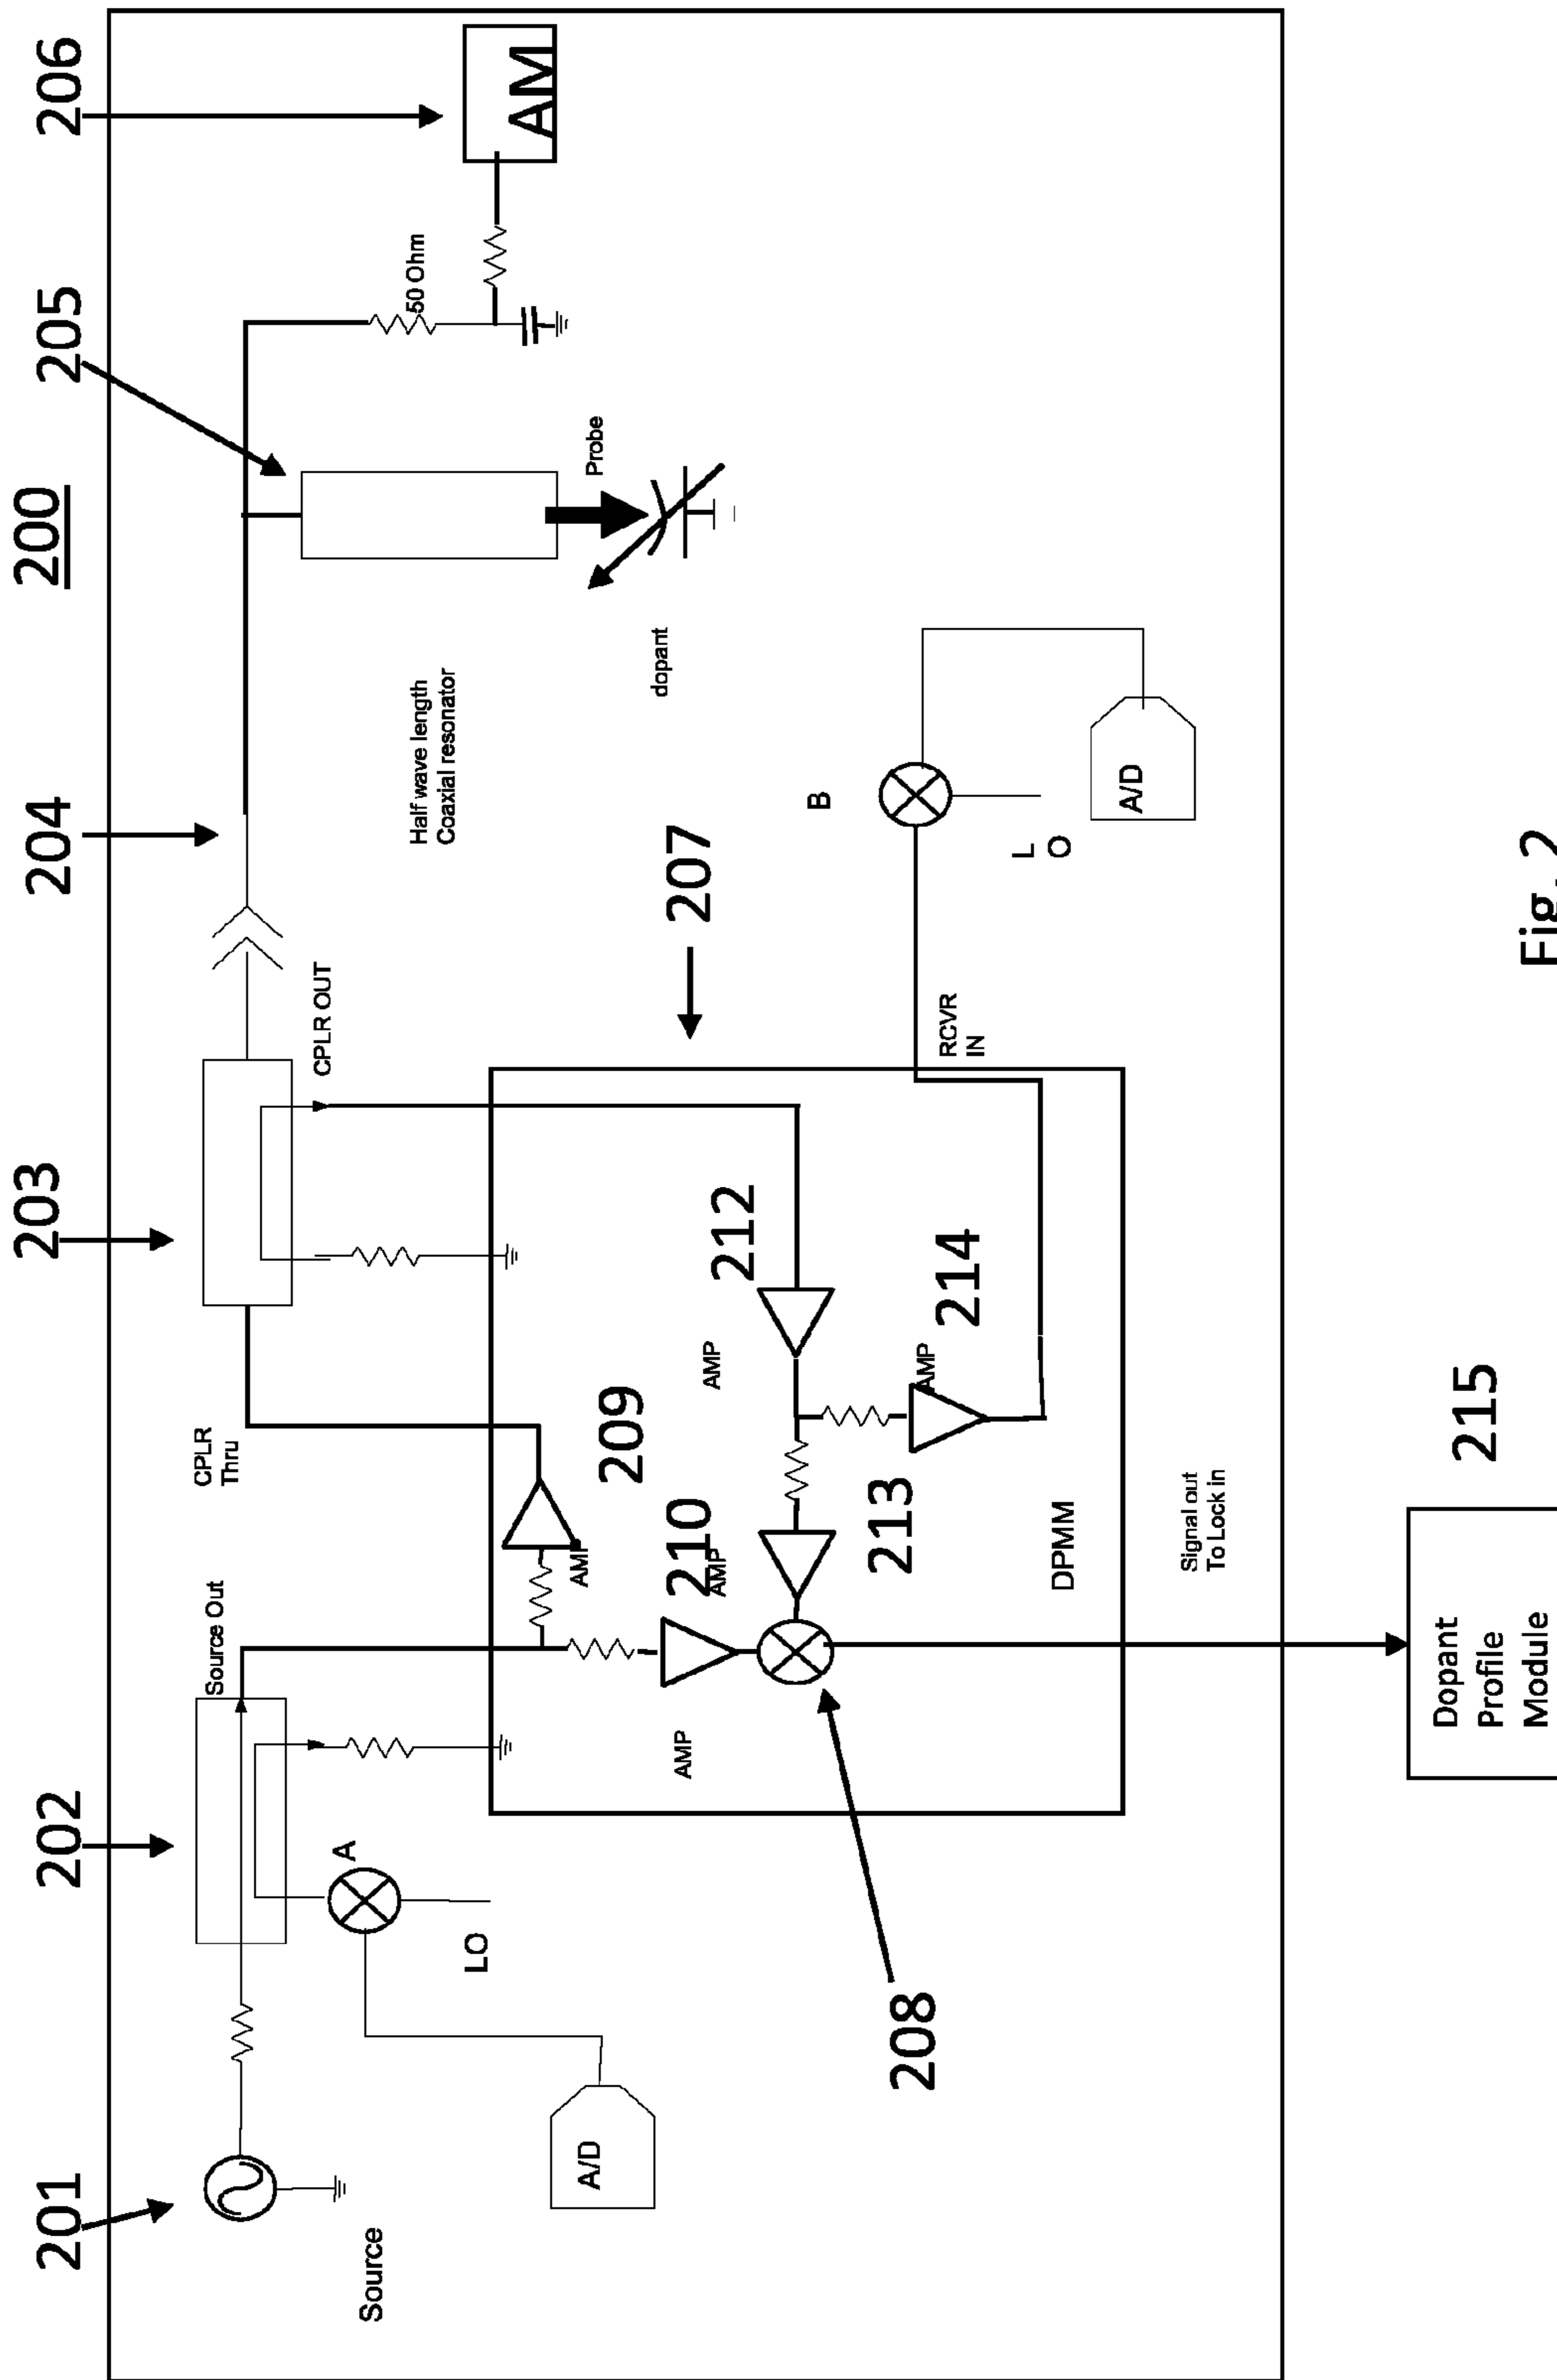 200
201
202
203
204
205
206
Source
Source Out
CPLR
Thru
CPLR OUT
50 Ohm
AM
A
LO
A/D
Half wave length
Coaxial resonator
Probe
dopant
207
AMP
209
AMP
210
AMP
AMP
212
AMP
213
214
208
DPMM
RCVR
IN
B
L
O
A/D
Signal out
To Lock in
215
Dopant
Profile
Module
Fig. 2